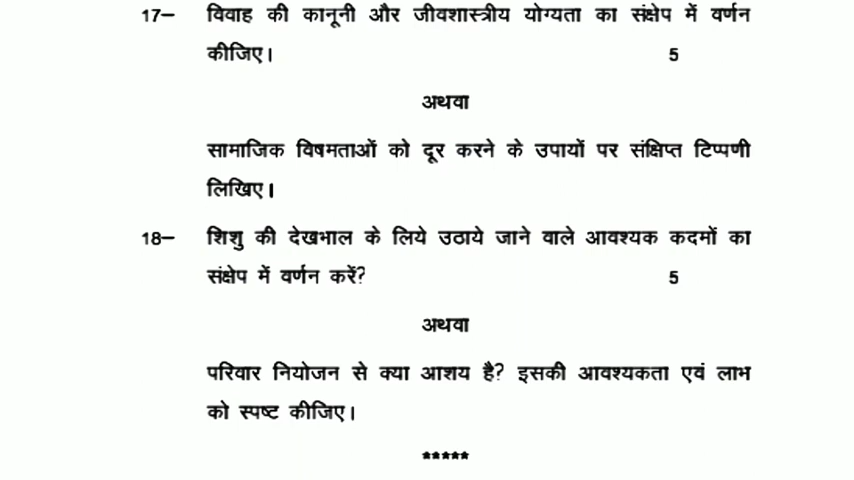 17– विवाह की कानूनी और जीवशास्त्रीय योग्यता का संक्षेप में वर्णन
कीजिए। 5
अथवा
सामाजिक विषमताओं को दूर करने के उपायों पर संक्षिप्त टिप्पणी
लिखिए।
18– शिशु की देखभाल के लिये उठाये जाने वाले आवश्यक कदमों का
संक्षेप में वर्णन करें? 5
अथवा
परिवार नियोजन से क्या आशय है? इसकी आवश्यकता एवं लाभ
को स्पष्ट कीजिए।
*****